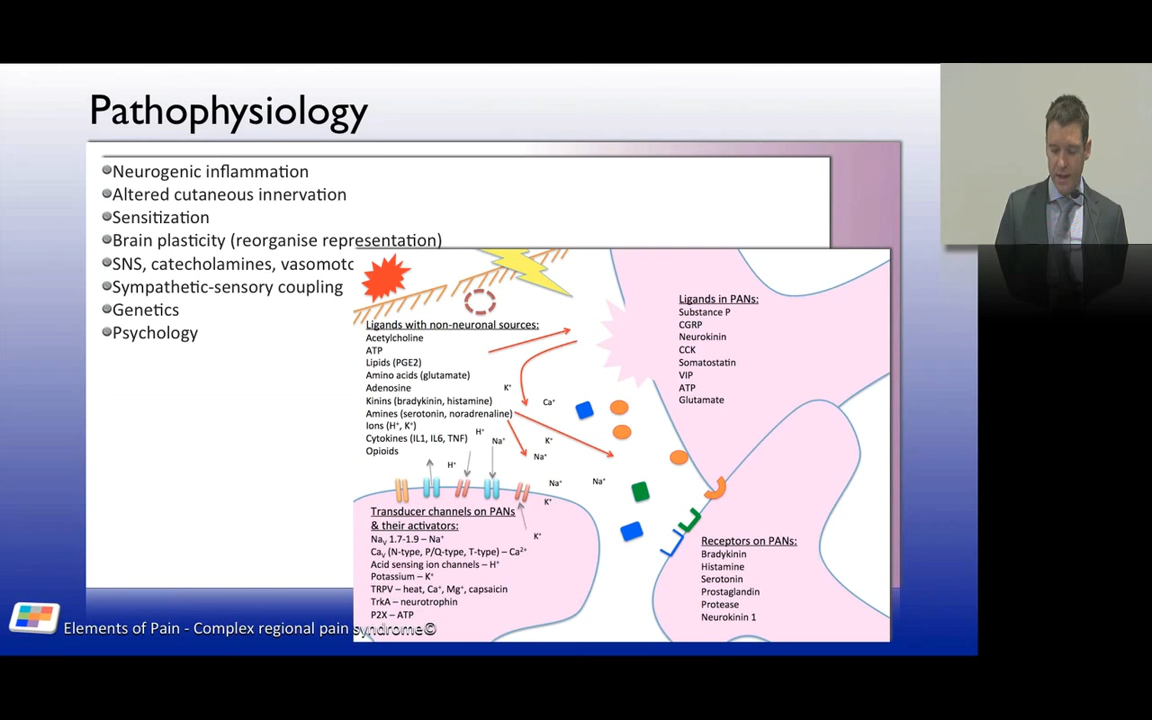 Pathophysiology
Neurogenic inflammation
Altered cutaneous innervation
Sensitization
Brain plasticity (reorganise representation)
SNS, catecholamines, vasomoto
Sympathetic-sensory coupling
Genetics
Psychology
Ligands with non-neuronal sources:
Acetylcholine
ATP
Lipids (PGE2)
Amino acids (glutamate)
Adenosine
Kinins (bradykinin, histamine)
Amines (serotonin, noradrenaline)
Ions (H⁺, K⁺)
Cytokines (IL1, IL6, TNF)
Opioids
K⁺
Ca⁺
H⁺
Na⁺
K⁺
Na⁺
H⁺
Na⁺
Na⁺
K⁺
K⁺
Ligands in PANs:
Substance P
CGRP
Neurokinin
CCK
Somatostatin
VIP
ATP
Glutamate
Transducer channels on PANs
& their activators:
Naᵥ 1.7-1.9 – Na⁺
Caᵥ (N-type, P/Q-type, T-type) – Ca²⁺
Acid sensing ion channels – H⁺
Potassium – K⁺
TRPV – heat, Ca⁺, Mg⁺, capsaicin
TrkA – neurotrophin
P2X – ATP
Receptors on PANs:
Bradykinin
Histamine
Serotonin
Prostaglandin
Protease
Neurokinin 1
Elements of Pain - Complex regional pain syndrome©